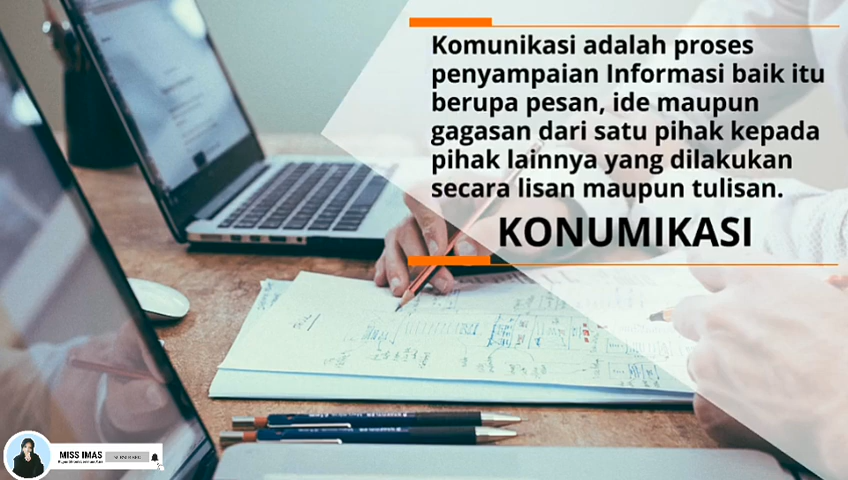 Komunikasi adalah proses
penyampaian Informasi baik itu
berupa pesan, ide maupun
gagasan dari satu pihak kepada
pihak lainnya yang dilakukan
secara lisan maupun tulisan.
KONUMIKASI
MISS IMAS
SUBSCRIBE